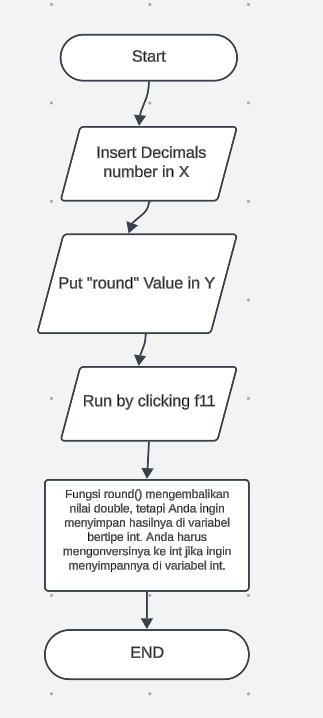 Start
Insert Decimals
number in X
Put "round" Value in Y
Run by clicking f11
Fungsi round() mengembalikan
nilai double, tetapi Anda ingin
menyimpan hasilnya di variabel
bertipe int. Anda harus
mengonversinya ke int jika ingin
menyimpannya di variabel int.
END